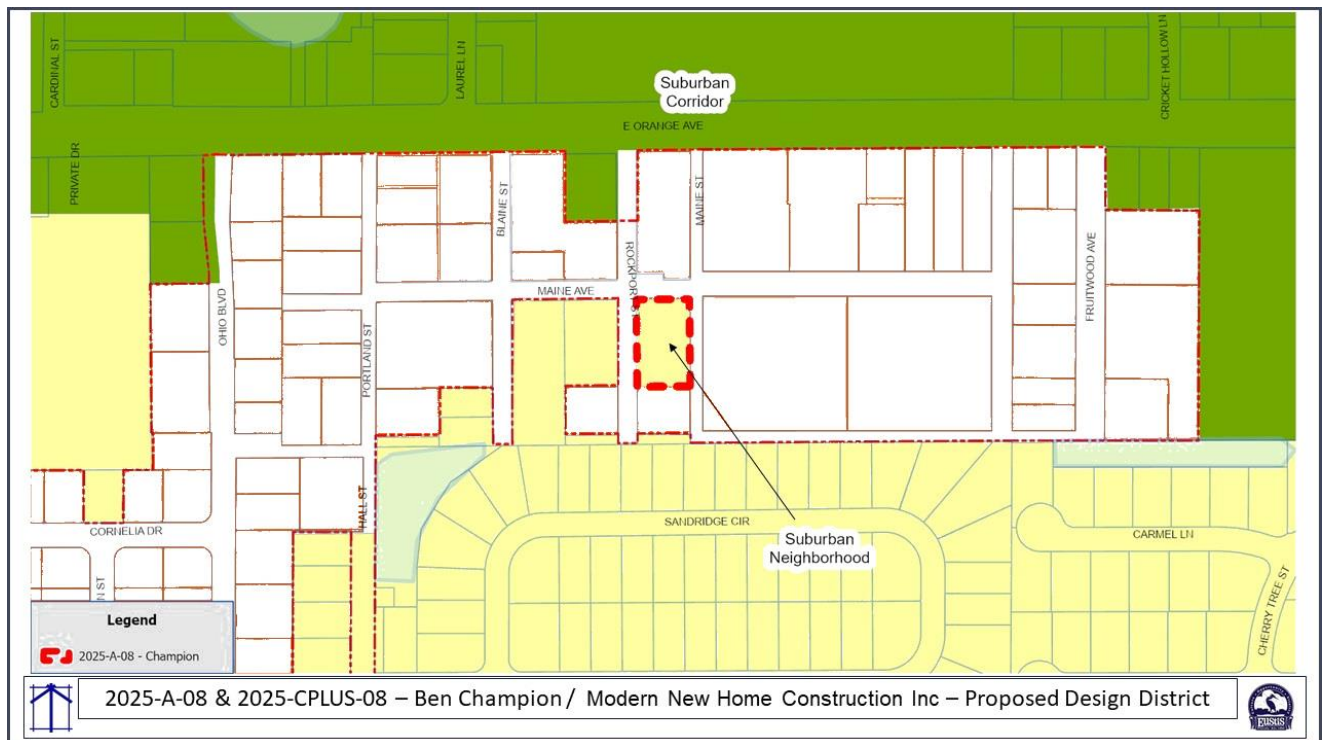 CARDINAL ST
LAUREL LN
CRICKET HOLLOW LN
Suburban
Corridor
E ORANGE AVE
PRIVATE DR
BLAINE ST
MAINE ST
ROCKPORT ST
FRUITWOOD AVE
OHIO BLVD
MAINE AVE
PORTLAND ST
HALL ST
SANDRIDGE CIR
CORNELIA DR
CARMEL LN
Suburban
Neighborhood
N ST
CHERRY TREE ST
Legend
2025-A-08 - Champion
2025-A-08 & 2025-CPLUS-08 – Ben Champion / Modern New Home Construction Inc – Proposed Design District